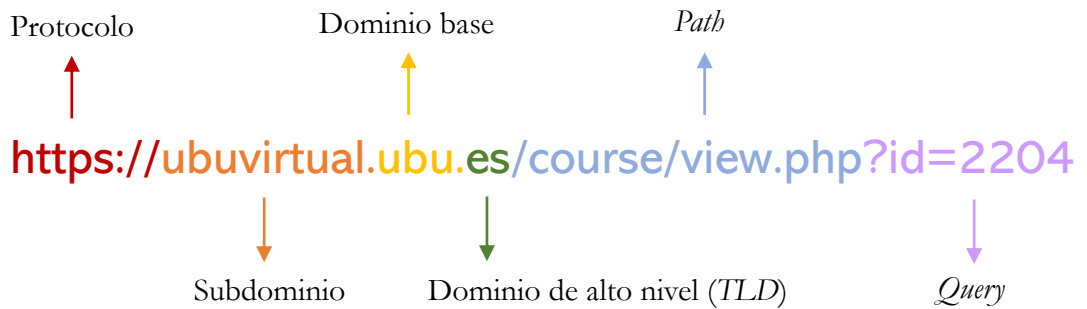 Protocolo
Dominio base
Path
https://ubuvirtual.ubu.es/course/view.php?id=2204
Subdominio
Dominio de alto nivel (TLD)
Query